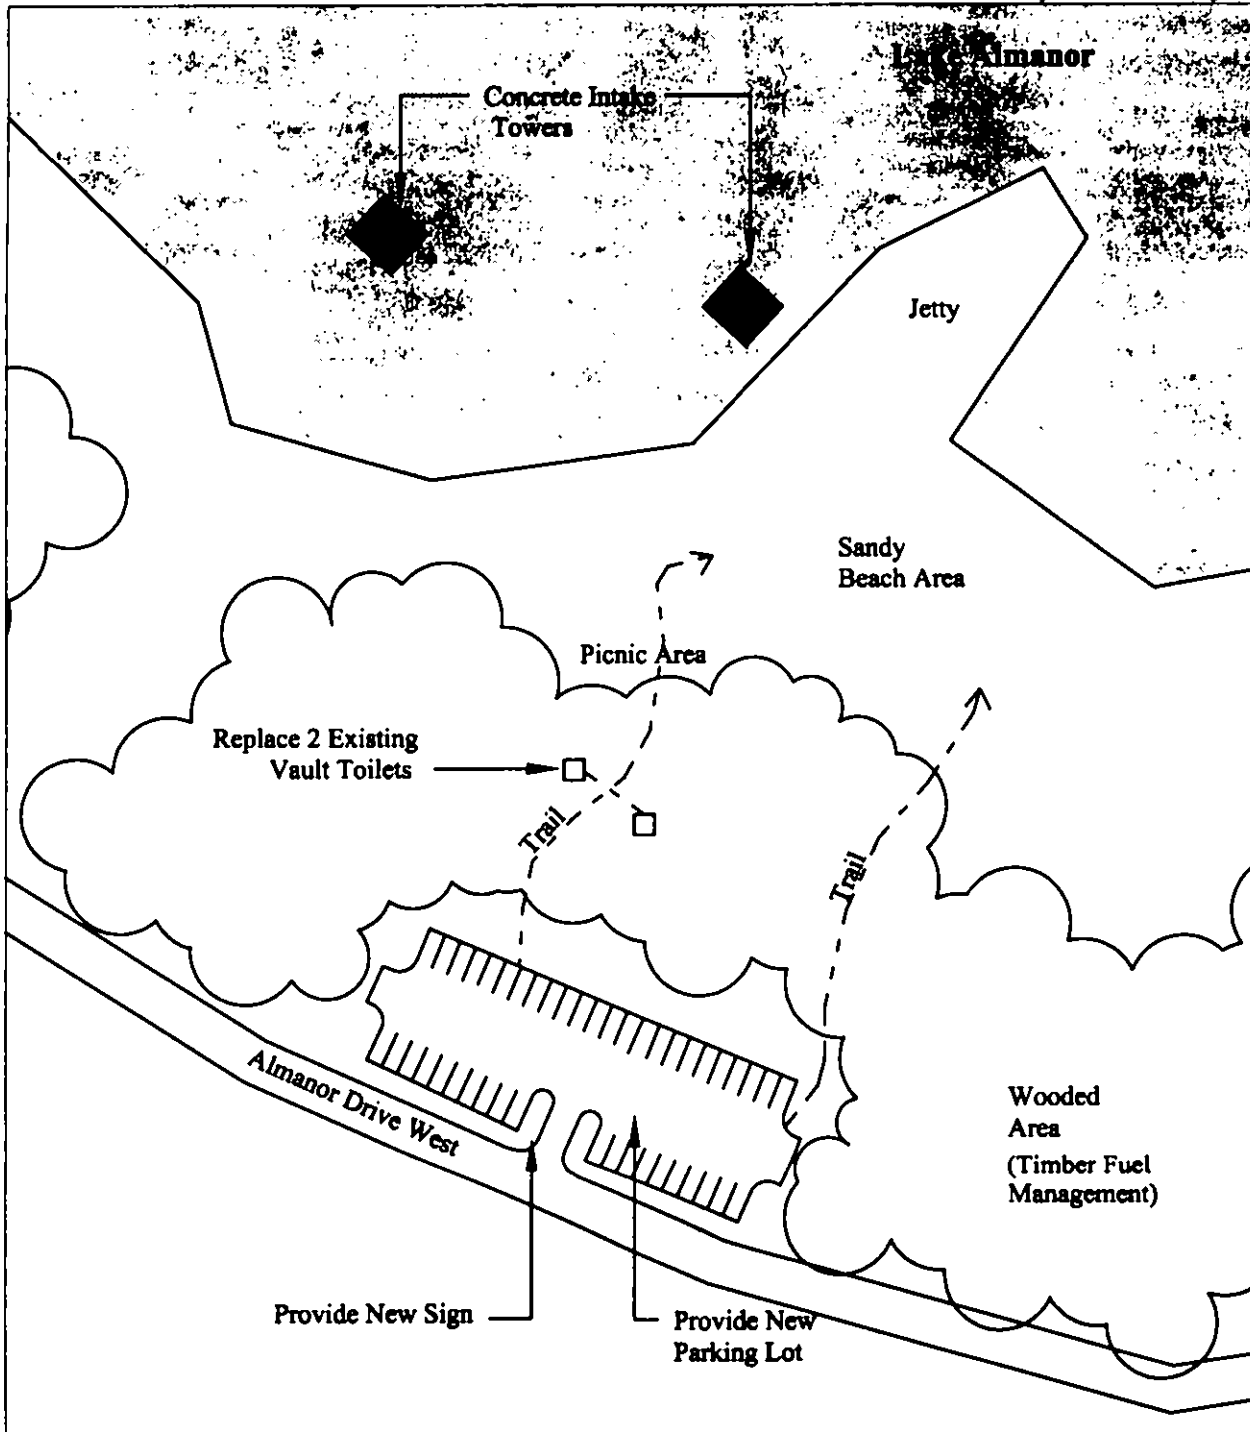 Lake Almanor
Concrete Intake
Towers
Jetty
Sandy
Beach Area
Picnic Area
Replace 2 Existing
Vault Toilets
Trail
Trail
Almanor Drive West
Wooded
Area
(Timber Fuel
Management)
Provide New Sign
Provide New
Parking Lot